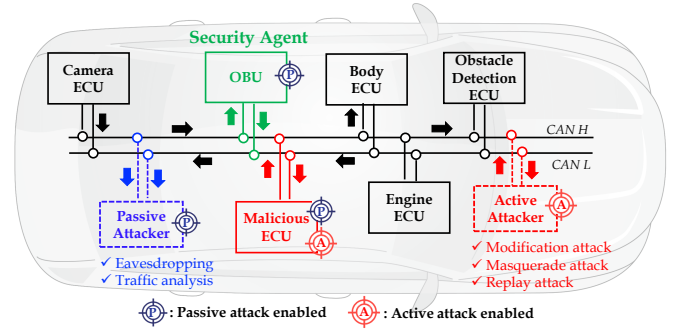 Security Agent
Camera
ECU
OBU
P
Body
ECU
Obstacle
Detection
ECU
CAN H
CAN L
Passive
Attacker
P
Malicious
ECU
P
A
Engine
ECU
Active
Attacker
A
✓ Eavesdropping
✓ Traffic analysis
✓ Modification attack
✓ Masquerade attack
✓ Replay attack
P : Passive attack enabled
A : Active attack enabled